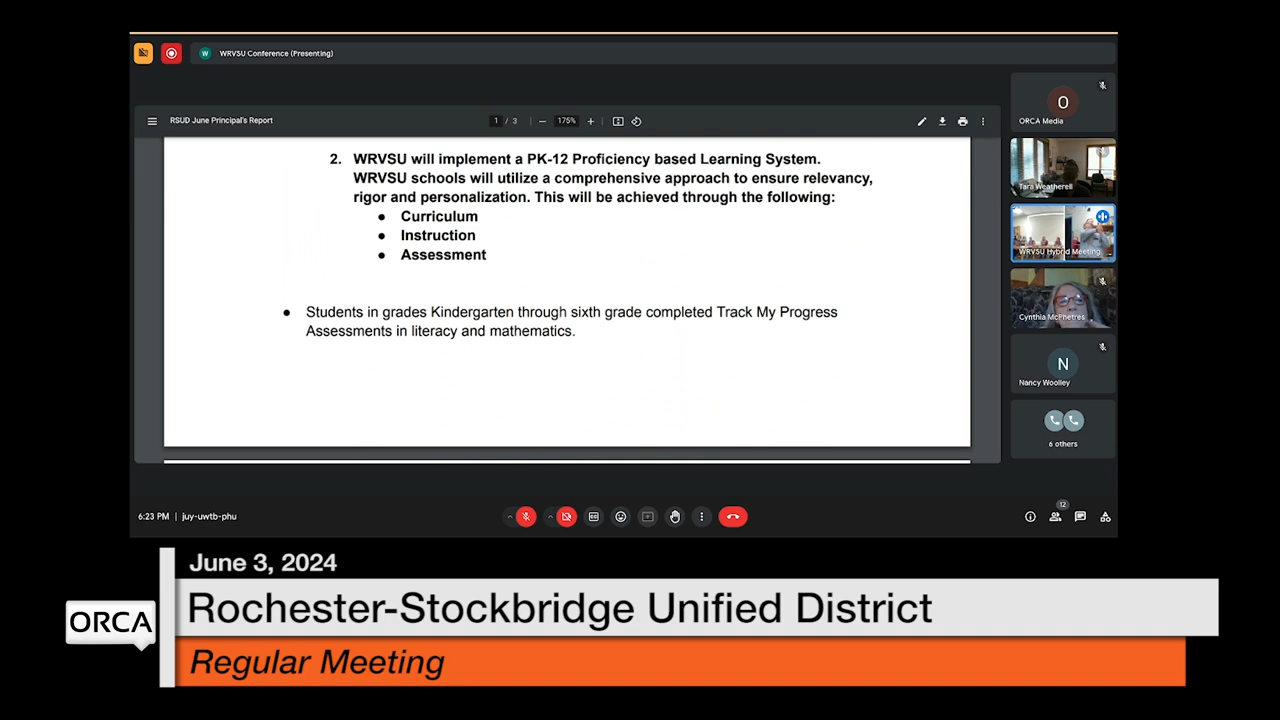 W WRVSU Conference (Presenting)
RSUD June Principal's Report
1 / 3 | − 175% +
2. WRVSU will implement a PK-12 Proficiency based Learning System.
WRVSU schools will utilize a comprehensive approach to ensure relevancy,
rigor and personalization. This will be achieved through the following:
● Curriculum
● Instruction
● Assessment
● Students in grades Kindergarten through sixth grade completed Track My Progress
Assessments in literacy and mathematics.
O
ORCA Media
Tara Weatherell
WRVSU Hybrid Meeting
Cynthia McPhetres
N
Nancy Woolley
6 others
6:23 PM | juy-uwtb-phu
12
June 3, 2024
ORCA
Rochester-Stockbridge Unified District
Regular Meeting